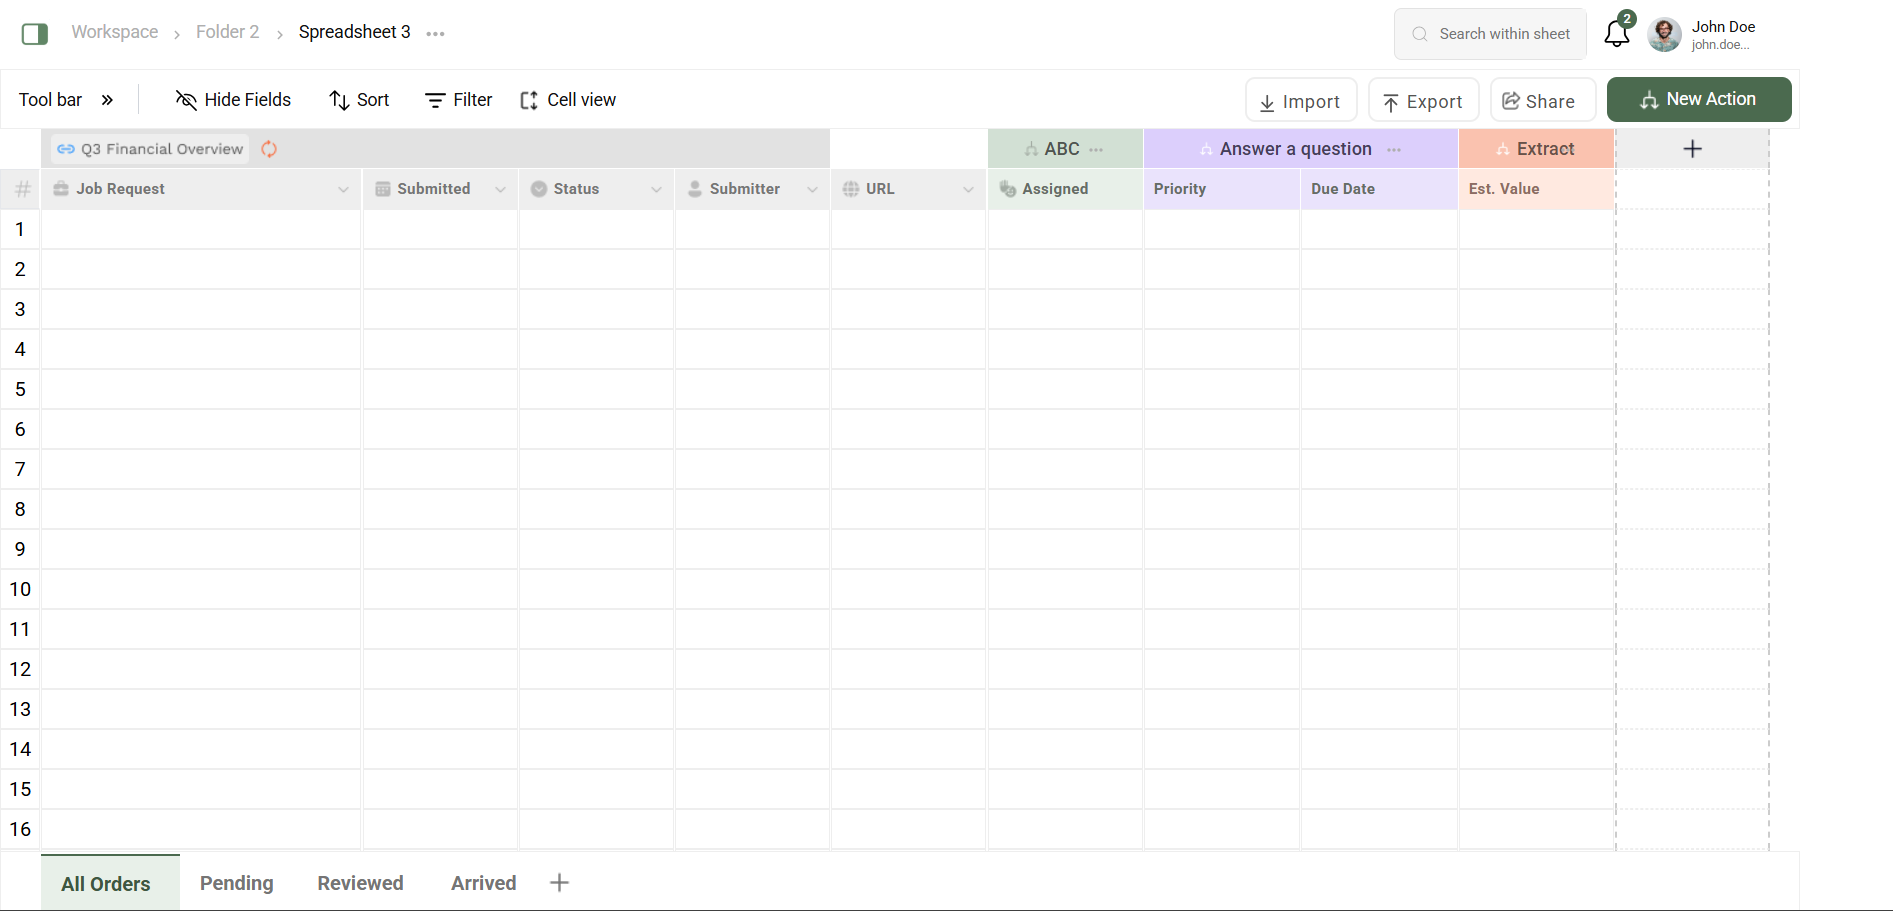 Workspace > Folder 2 > Spreadsheet 3 ...
Search within sheet
2
John Doe
john.doe...
Tool bar
Hide Fields
Sort
Filter
Cell view
Import
Export
Share
New Action
Q3 Financial Overview
ABC ...
Answer a question ...
Extract
#
Job Request
Submitted
Status
Submitter
URL
Assigned
Priority
Due Date
Est. Value
1
2
3
4
5
6
7
8
9
10
11
12
13
14
15
16
All Orders
Pending
Reviewed
Arrived